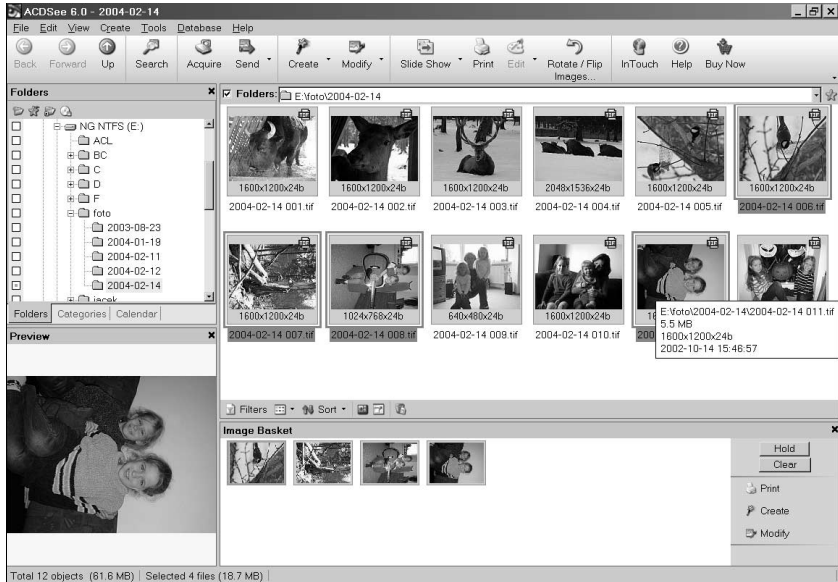 ACDSee 6.0 - 2004-02-14
File Edit View Create Tools Database Help
Back Forward Up Search Acquire Send Create Modify Slide Show Print Edit Rotate / Flip Images... InTouch Help Buy Now
Folders
Folders: E:\foto\2004-02-14
NG NTFS (E:)
ACL
BC
C
D
F
foto
2003-08-23
2004-01-19
2004-02-11
2004-02-12
2004-02-14
jacek
Folders Categories Calendar
Preview
1600x1200x24b 1600x1200x24b 1600x1200x24b 2048x1536x24b 1600x1200x24b 1600x1200x24b
2004-02-14 001.tif 2004-02-14 002.tif 2004-02-14 003.tif 2004-02-14 004.tif 2004-02-14 005.tif 2004-02-14 006.tif
1600x1200x24b 1024x768x24b 640x480x24b 1600x1200x24b 16
2004-02-14 007.tif 2004-02-14 008.tif 2004-02-14 009.tif 2004-02-14 010.tif 200
E:\foto\2004-02-14\2004-02-14 011.tif
5.5 MB
1600x1200x24b
2002-10-14 15:46:57
Filters Sort
Image Basket
Hold
Clear
Print
Create
Modify
Total 12 objects (61.6 MB) Selected 4 files (18.7 MB)